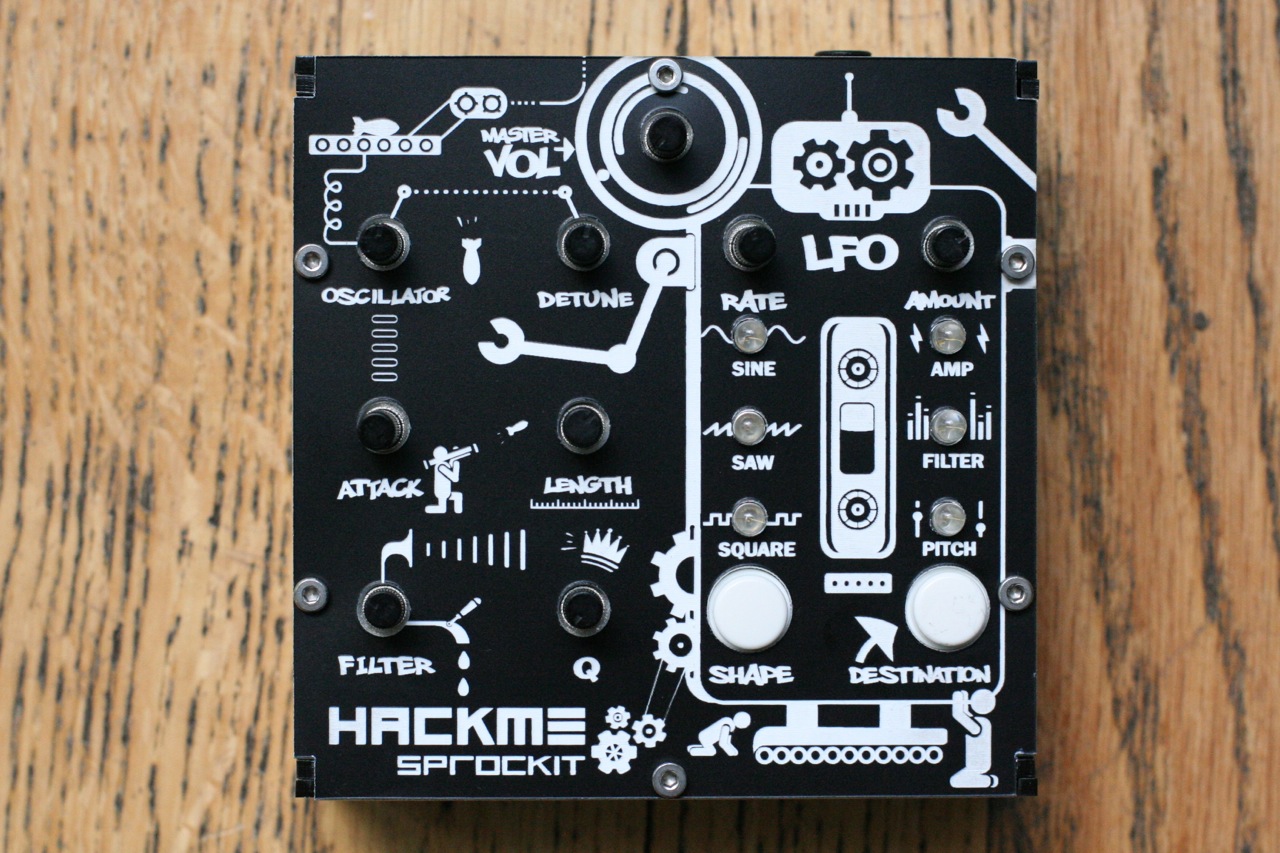 MASTER
VOL
LFO
OSCILLATOR
DETUNE
RATE
AMOUNT
SINE
AMP
SAW
FILTER
ATTACK
LENGTH
SQUARE
PITCH
FILTER
Q
SHAPE
DESTINATION
HACKME
SPROCKIT